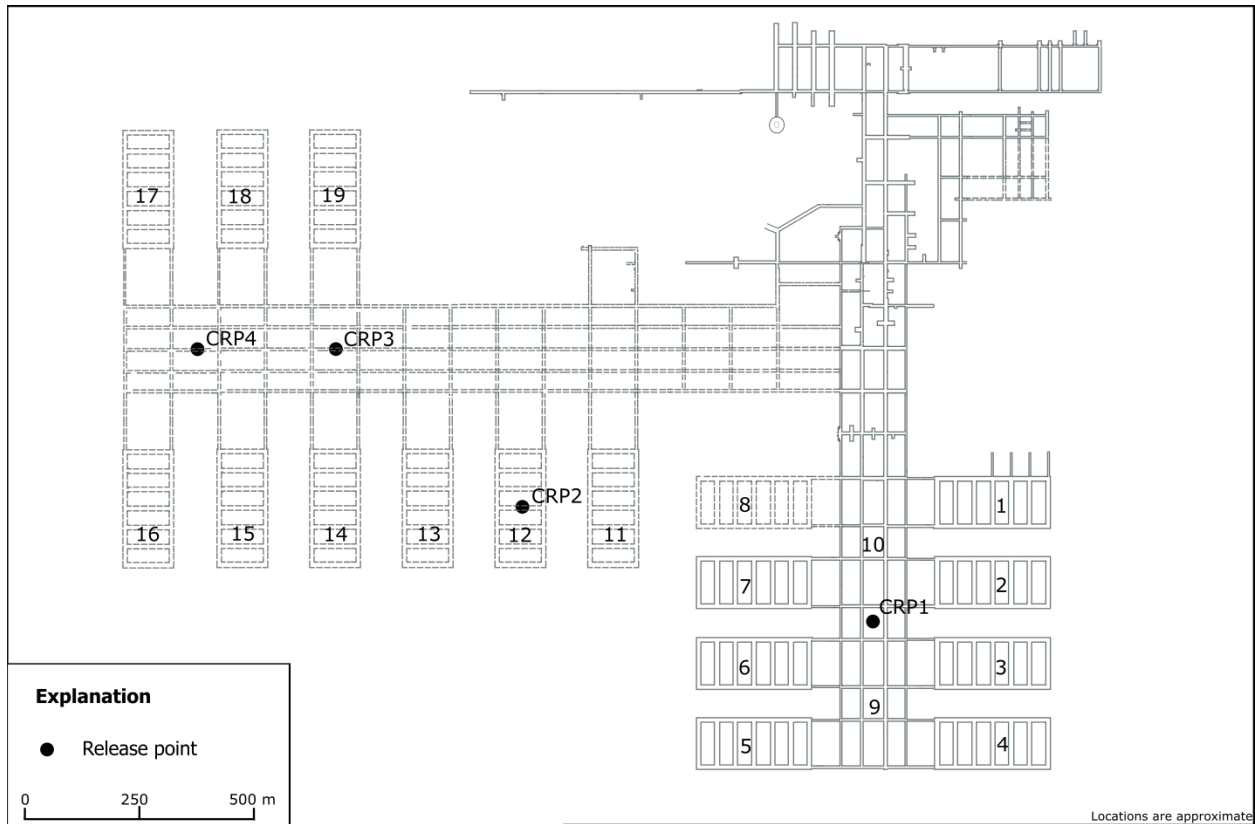 17 18 19
CRP4 CRP3
CRP2
8 1
16 15 14 13 12 11
10
7 2
CRP1
6 3
9
5 4
Explanation
Release point
0 250 500 m
Locations are approximate